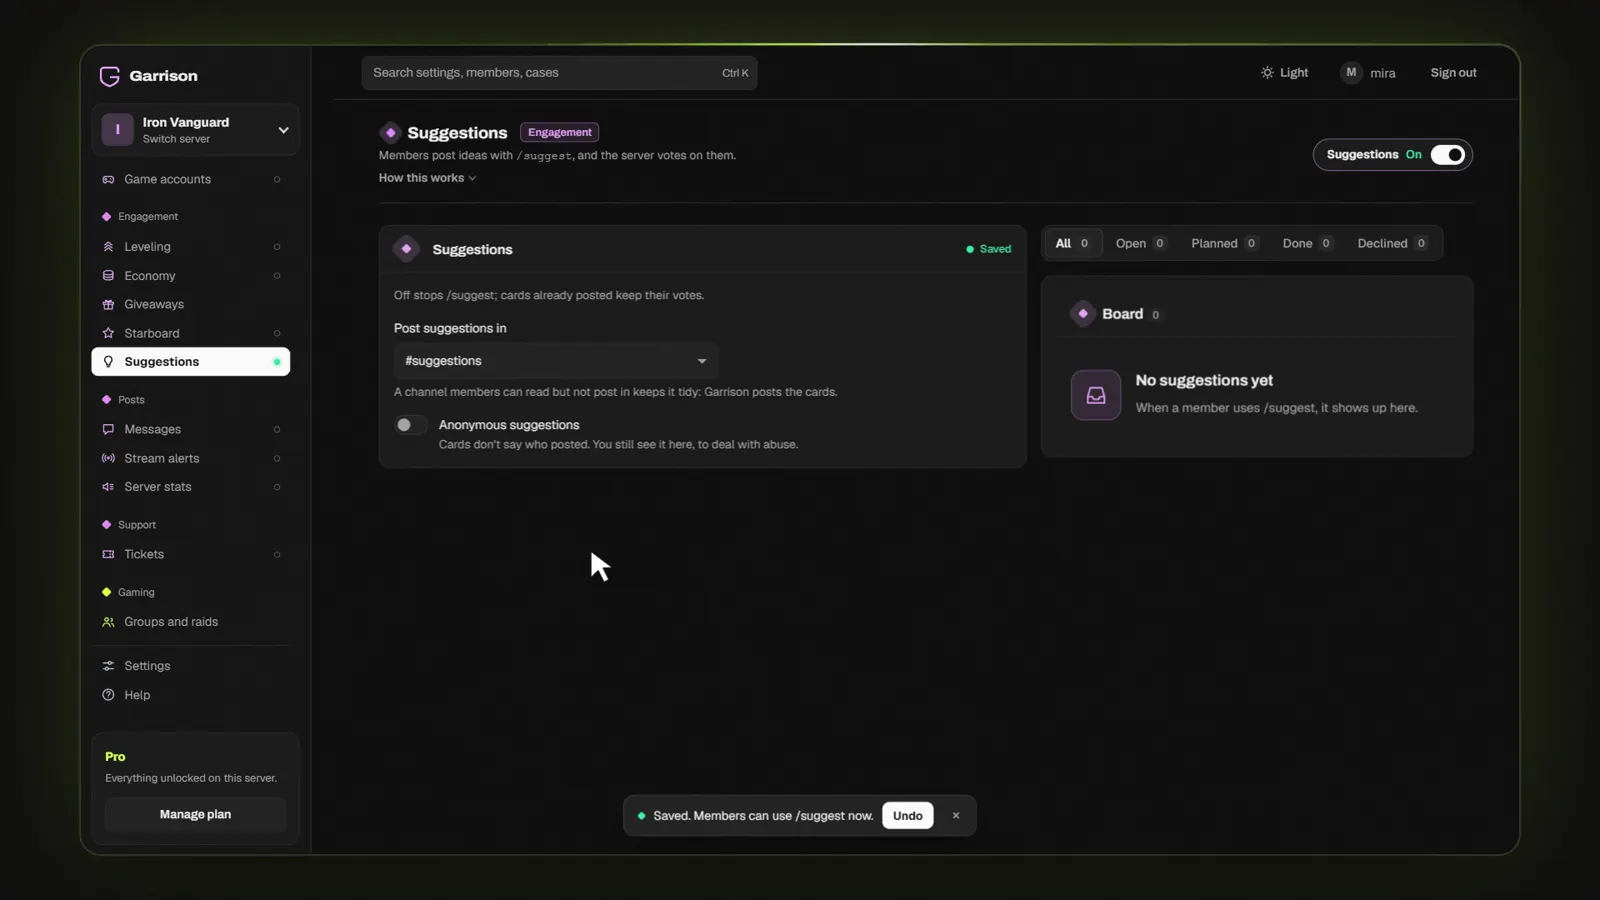 Garrison
I
Iron Vanguard
Switch server
Game accounts
Engagement
Leveling
Economy
Giveaways
Starboard
Suggestions
Posts
Messages
Stream alerts
Server stats
Support
Tickets
Gaming
Groups and raids
Settings
Help
Pro
Everything unlocked on this server.
Manage plan
Search settings, members, cases
Ctrl K
Light
M
mira
Sign out
Suggestions
Engagement
Members post ideas with /suggest, and the server votes on them.
How this works
Suggestions On
Suggestions
Saved
Off stops /suggest; cards already posted keep their votes.
Post suggestions in
#suggestions
A channel members can read but not post in keeps it tidy: Garrison posts the cards.
Anonymous suggestions
Cards don't say who posted. You still see it here, to deal with abuse.
All 0
Open 0
Planned 0
Done 0
Declined 0
Board 0
No suggestions yet
When a member uses /suggest, it shows up here.
Saved. Members can use /suggest now.
Undo
×